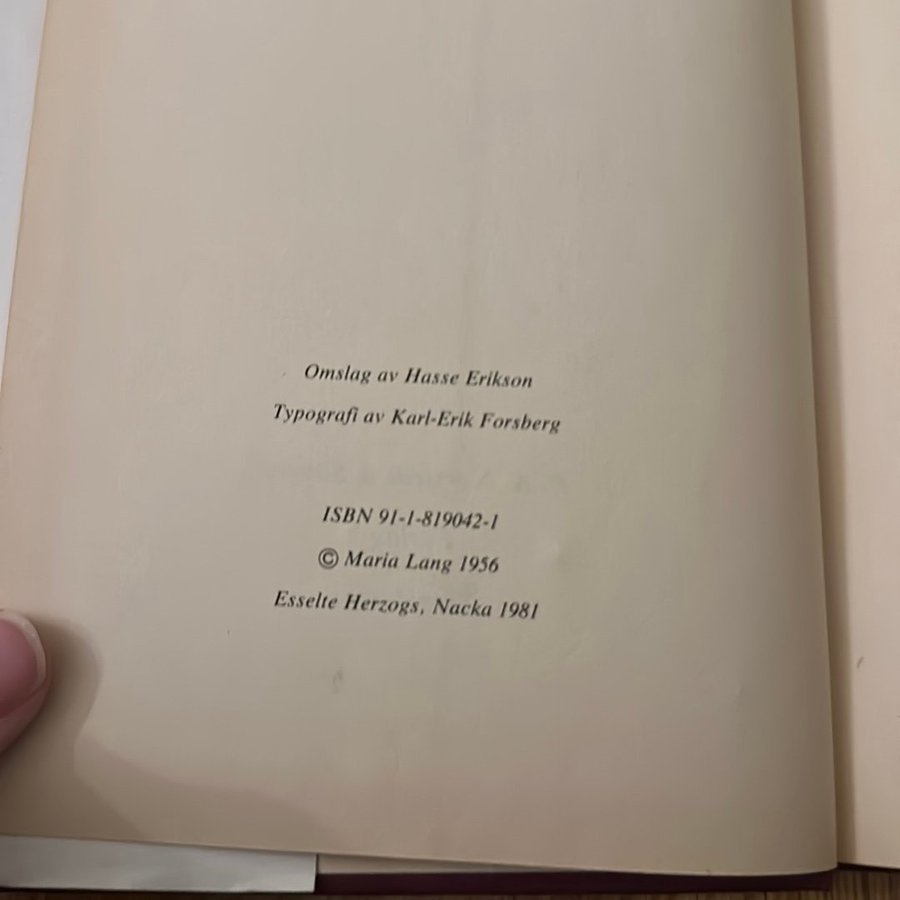 Omslag av Hasse Erikson
Typografi av Karl-Erik Forsberg
ISBN 91-1-819042-1
© Maria Lang 1956
Esselte Herzogs, Nacka 1981